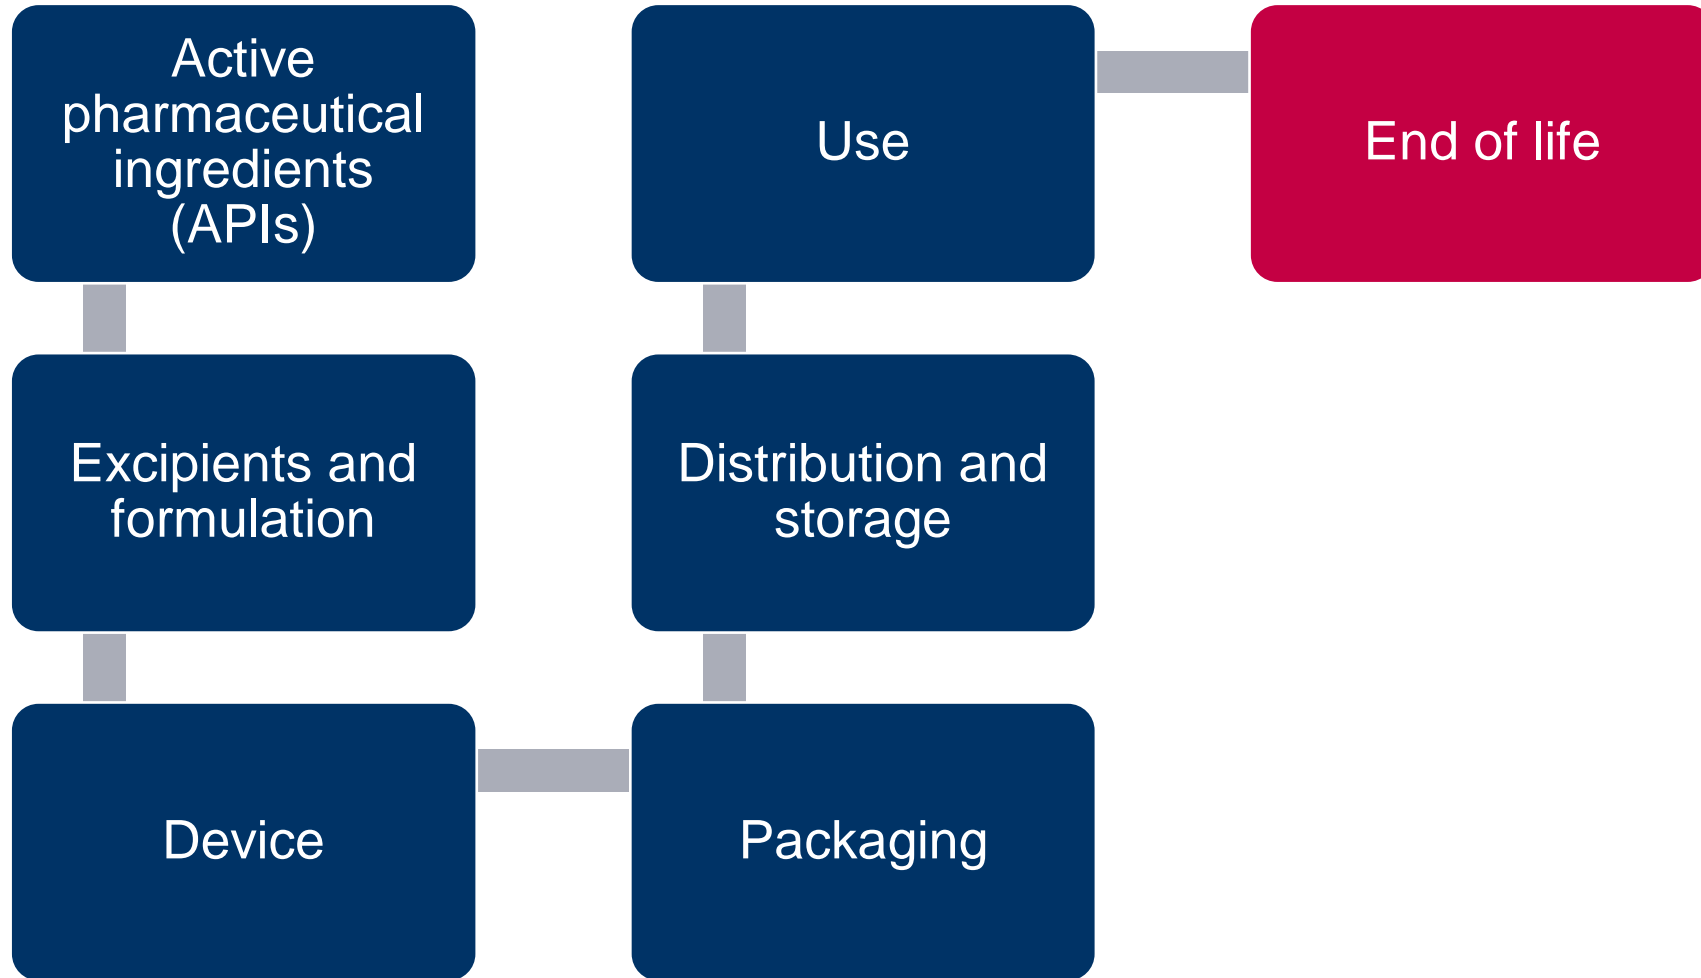 Active
pharmaceutical
ingredients
(APIs)
Excipients and
formulation
Device
Packaging
Distribution and
storage
Use
End of life